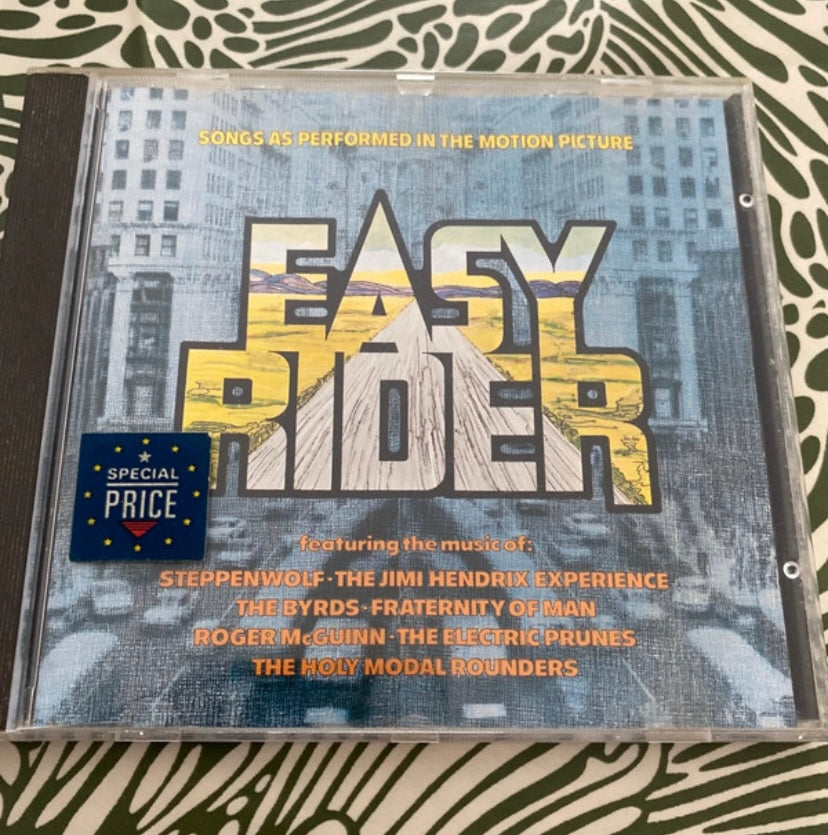 SONGS AS PERFORMED IN THE MOTION PICTURE
EASY
RIDER
SPECIAL
PRICE
featuring the music of:
STEPPENWOLF·THE JIMI HENDRIX EXPERIENCE
THE BYRDS·FRATERNITY OF MAN
ROGER McGUINN·THE ELECTRIC PRUNES
THE HOLY MODAL ROUNDERS